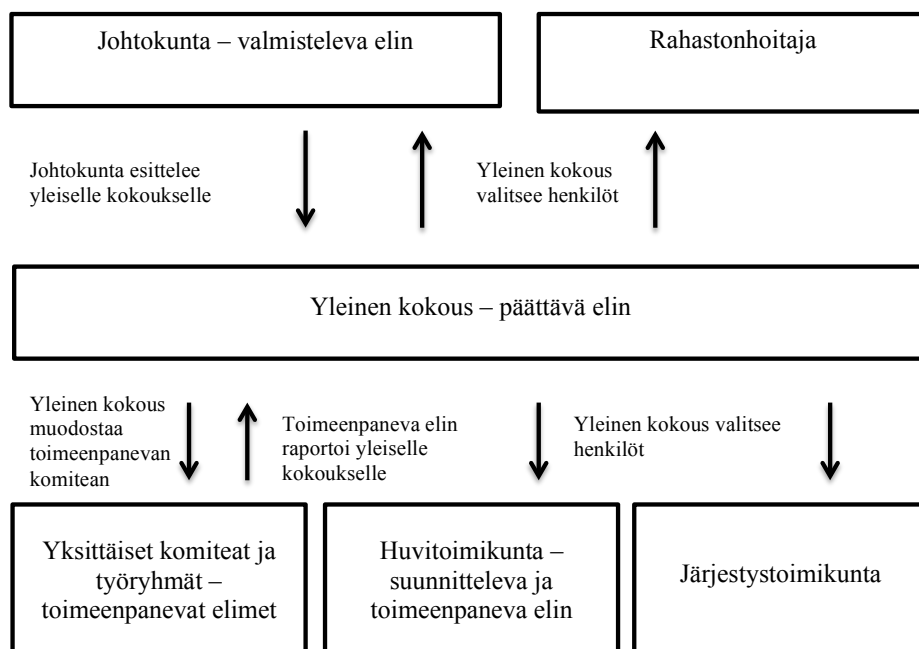 Johtokunta – valmisteleva elin
Rahastonhoitaja
Johtokunta esittelee
yleiselle kokoukselle
Yleinen kokous
valitsee henkilöt
Yleinen kokous – päättävä elin
Yleinen kokous
muodostaa
toimeenpanevan
komitean
Toimeenpaneva elin
raportoi yleiselle
kokoukselle
Yleinen kokous valitsee
henkilöt
Yksittäiset komiteat ja
työryhmät –
toimeenpanevat elimet
Huvitoimikunta –
suunnitteleva ja
toimeenpaneva elin
Järjestystoimikunta